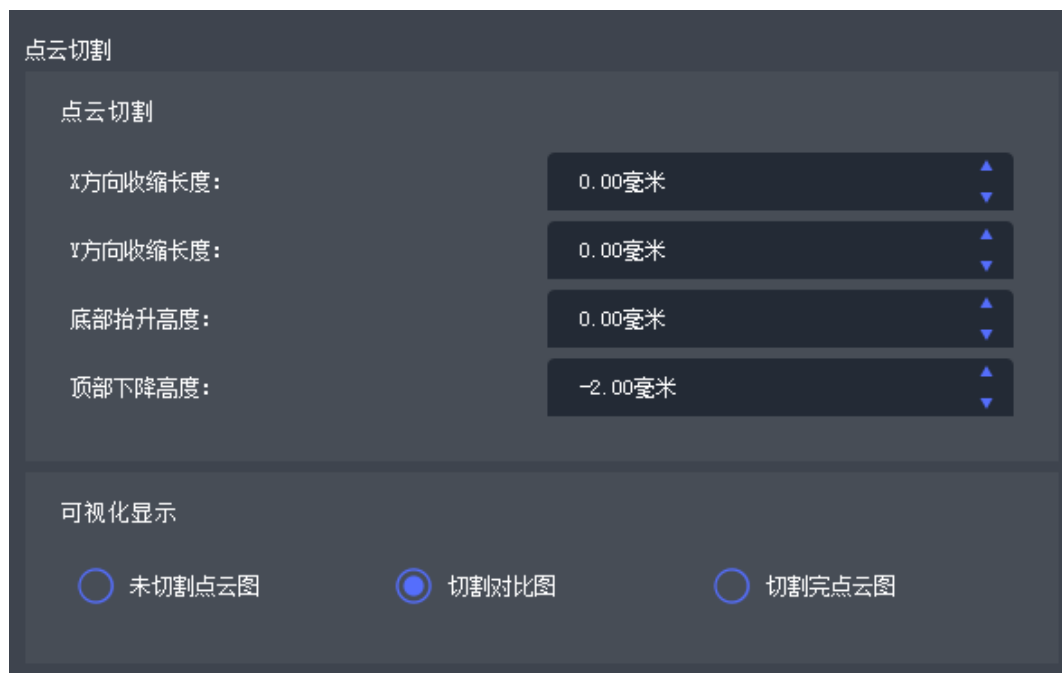 点云切割
点云切割
X方向收缩长度: 0.00毫米
Y方向收缩长度: 0.00毫米
底部抬升高度: 0.00毫米
顶部下降高度: -2.00毫米
可视化显示
未切割点云图 切割对比图 切割完点云图